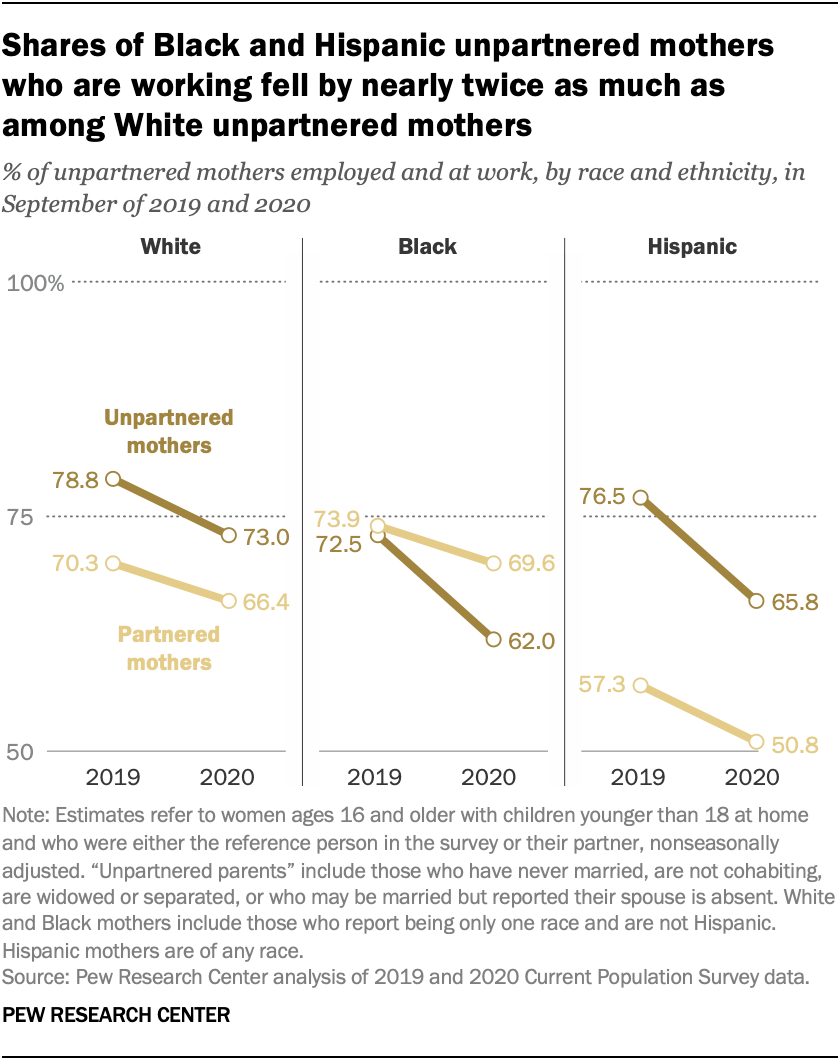 Shares of Black and Hispanic unpartnered mothers
who are working fell by nearly twice as much as
among White unpartnered mothers
% of unpartnered mothers employed and at work, by race and ethnicity, in
September of 2019 and 2020
White
Black
Hispanic
100%
Unpartnered
mothers
78.8
73.0
75
70.3
66.4
Partnered
mothers
73.9
72.5
69.6
62.0
76.5
65.8
57.3
50.8
50
2019
2020
2019
2020
2019
2020
Note: Estimates refer to women ages 16 and older with children younger than 18 at home
and who were either the reference person in the survey or their partner, nonseasonally
adjusted. “Unpartnered parents” include those who have never married, are not cohabiting,
are widowed or separated, or who may be married but reported their spouse is absent. White
and Black mothers include those who report being only one race and are not Hispanic.
Hispanic mothers are of any race.
Source: Pew Research Center analysis of 2019 and 2020 Current Population Survey data.
PEW RESEARCH CENTER